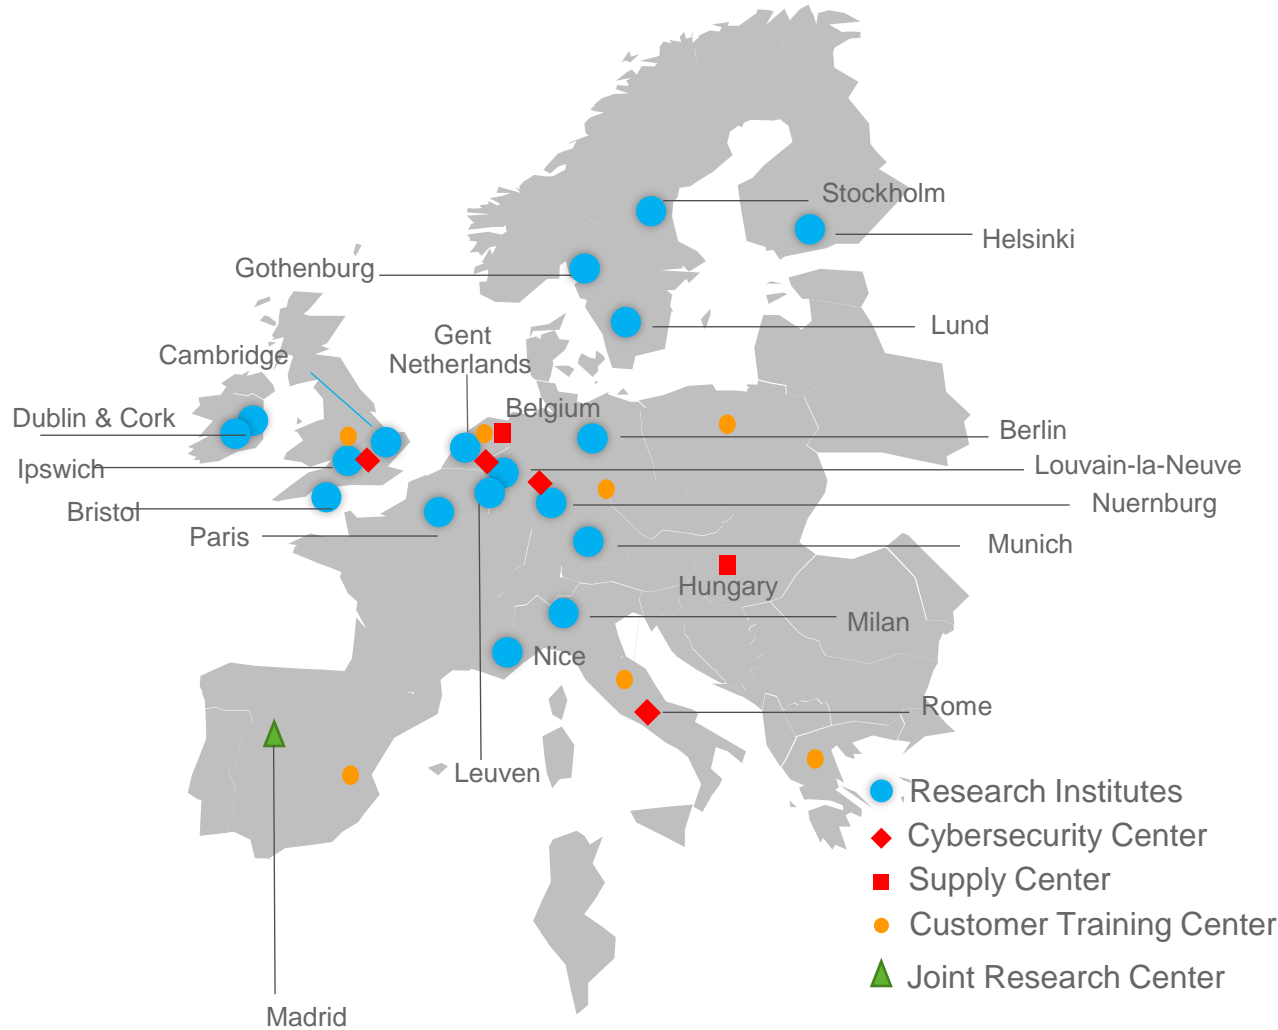 Stockholm
Helsinki
Gothenburg
Lund
Gent
Netherlands
Cambridge
Belgium
Dublin & Cork
Berlin
Ipswich
Louvain-la-Neuve
Bristol
Nuernburg
Paris
Munich
Hungary
Milan
Nice
Rome
Leuven
Research Institutes
Cybersecurity Center
Supply Center
Customer Training Center
Joint Research Center
Madrid